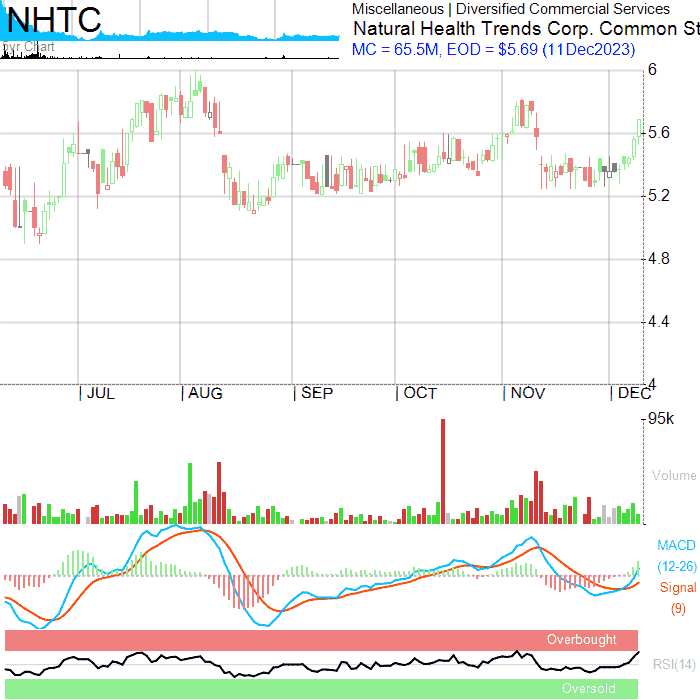 NHTC
5yr Chart
Miscellaneous | Diversified Commercial Services
Natural Health Trends Corp. Common St
MC = 65.5M, EOD = $5.69 (11Dec2023)
6
5.6
5.2
4.8
4.4
4
JUL
AUG
SEP
OCT
NOV
DEC
95k
Volume
MACD
(12-26)
Signal
(9)
Overbought
RSI(14)
Oversold